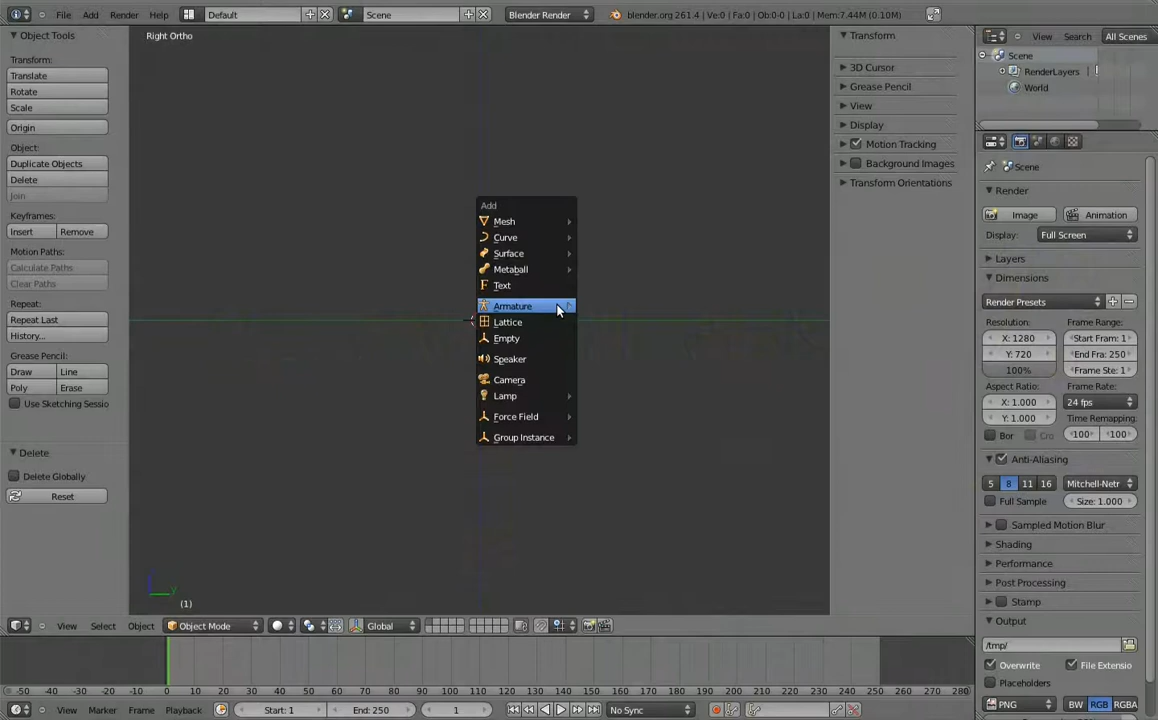 File Add Render Help Default Scene Blender Render blender.org 261.4 | Ve:0 | Fa:0 | Ob:0-0 | La:0 | Mem:7.44M (0.10M)
Object Tools
Transform:
Translate
Rotate
Scale
Origin
Object:
Duplicate Objects
Delete
Join
Keyframes:
Insert Remove
Motion Paths:
Calculate Paths
Clear Paths
Repeat:
Repeat Last
History...
Grease Pencil:
Draw Line
Poly Erase
Use Sketching Sessio
Delete
Delete Globally
Reset
Right Ortho
Add
Mesh
Curve
Surface
Metaball
Text
Armature
Lattice
Empty
Speaker
Camera
Lamp
Force Field
Group Instance
y
(1)
View Select Object Object Mode Global
Transform
3D Cursor
Grease Pencil
View
Display
Motion Tracking
Background Images
Transform Orientations
View Search All Scenes
Scene
RenderLayers |
World
Scene
Render
Image Animation
Display: Full Screen
Layers
Dimensions
Render Presets
Resolution: Frame Range:
X: 1280 Start Fram: 1
Y: 720 End Fra: 250
100% Frame Ste: 1
Aspect Ratio: Frame Rate:
X: 1.000 24 fps
Y: 1.000 Time Remapping:
Bor Cro 100 100
Anti-Aliasing
5 8 11 16 Mitchell-Netr
Full Sample Size: 1.000
Sampled Motion Blur
Shading
Performance
Post Processing
Stamp
Output
/tmp/
Overwrite File Extensio
Placeholders
PNG BW RGB RGBA
-50 -40 -30 -20 -10 0 10 20 30 40 50 60 70 80 90 100 110 120 130 140 150 160 170 180 190 200 210 220 230 240 250 260 270 280
View Marker Frame Playback Start: 1 End: 250 1 No Sync